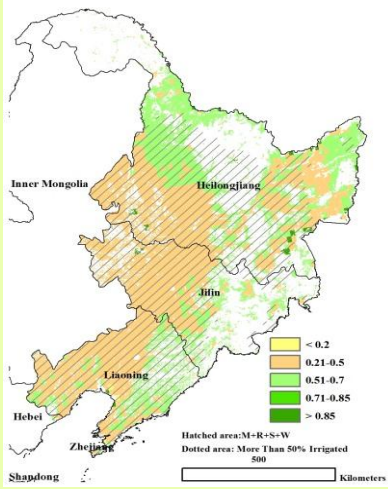 Inner Mongolia
Heilongjiang
Jilin
Liaoning
Hebei
Zhejiang
Shandong
< 0.2
0.21-0.5
0.51-0.7
0.71-0.85
> 0.85
Hatched area:M+R+S+W
Dotted area: More Than 50% Irrigated
500
Kilometers